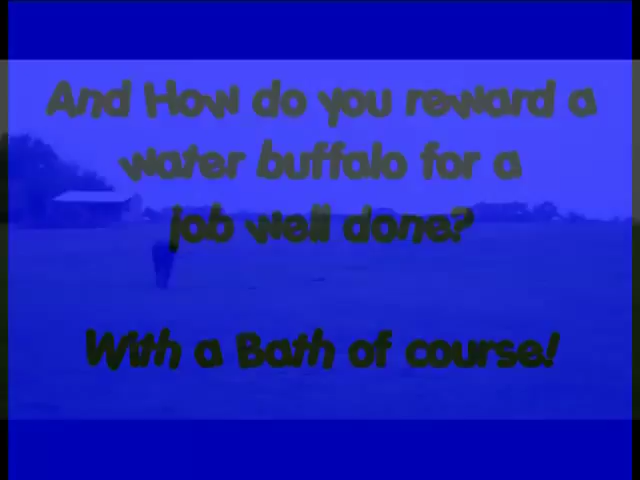 And How do you reward a
water buffalo for a
job well done?
With a Bath of course!